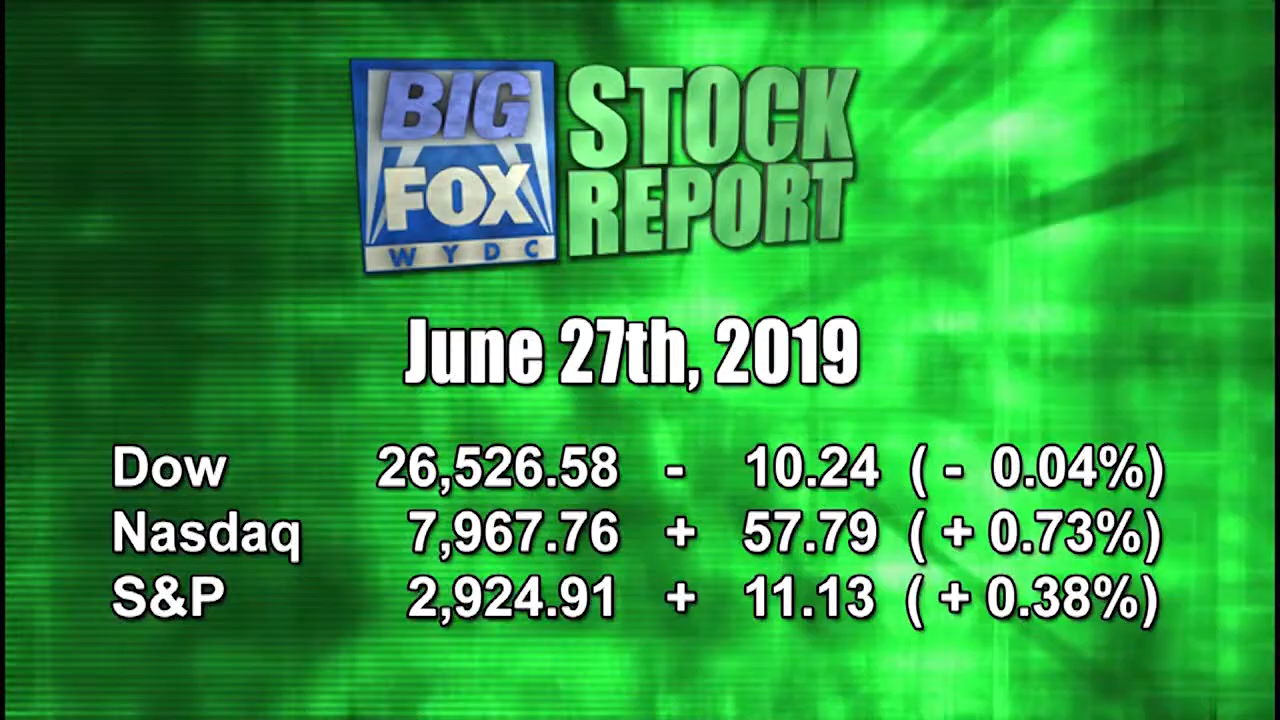 BIG
FOX
WYDC
STOCK
REPORT
June 27th, 2019
Dow 26,526.58 - 10.24 ( - 0.04%)
Nasdaq 7,967.76 + 57.79 ( + 0.73%)
S&P 2,924.91 + 11.13 ( + 0.38%)